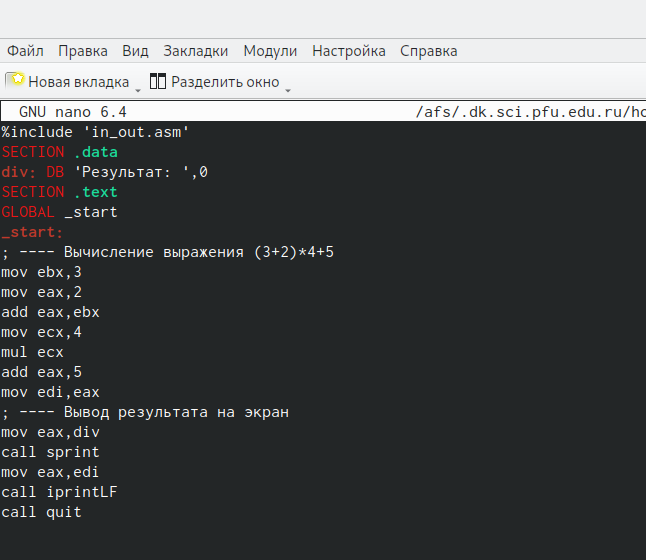 Файл Правка Вид Закладки Модули Настройка Справка
Новая вкладка Разделить окно
GNU nano 6.4 /afs/.dk.sci.pfu.edu.ru/ho
%include 'in_out.asm'
SECTION .data
div: DB 'Результат: ',0
SECTION .text
GLOBAL _start
_start:
; ---- Вычисление выражения (3+2)*4+5
mov ebx,3
mov eax,2
add eax,ebx
mov ecx,4
mul ecx
add eax,5
mov edi,eax
; ---- Вывод результата на экран
mov eax,div
call sprint
mov eax,edi
call iprintLF
call quit